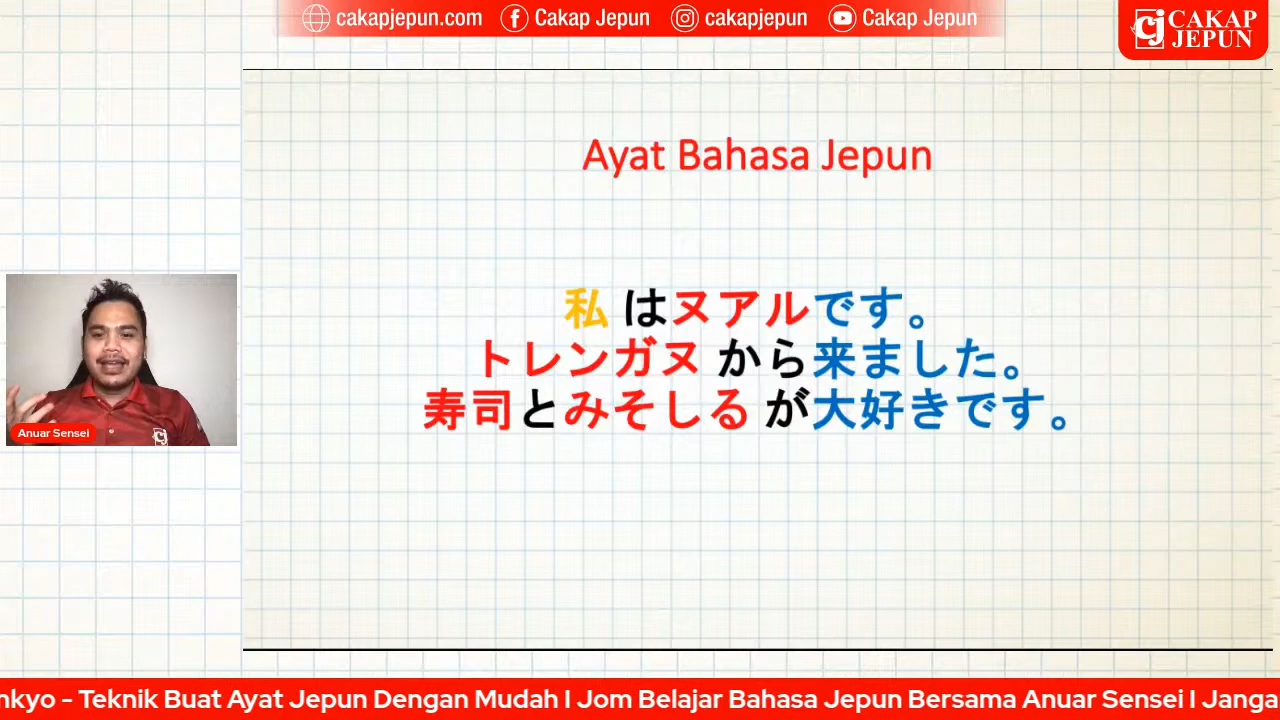 cakapjepun.com Cakap Jepun cakapjepun Cakap Jepun
CAKAP
JEPUN
Ayat Bahasa Jepun
私 はヌアルです。
トレンガヌ から来ました。
寿司とみそしる が大好きです。
Anuar Sensei
nkyo - Teknik Buat Ayat Jepun Dengan Mudah I Jom Belajar Bahasa Jepun Bersama Anuar Sensei I Janga